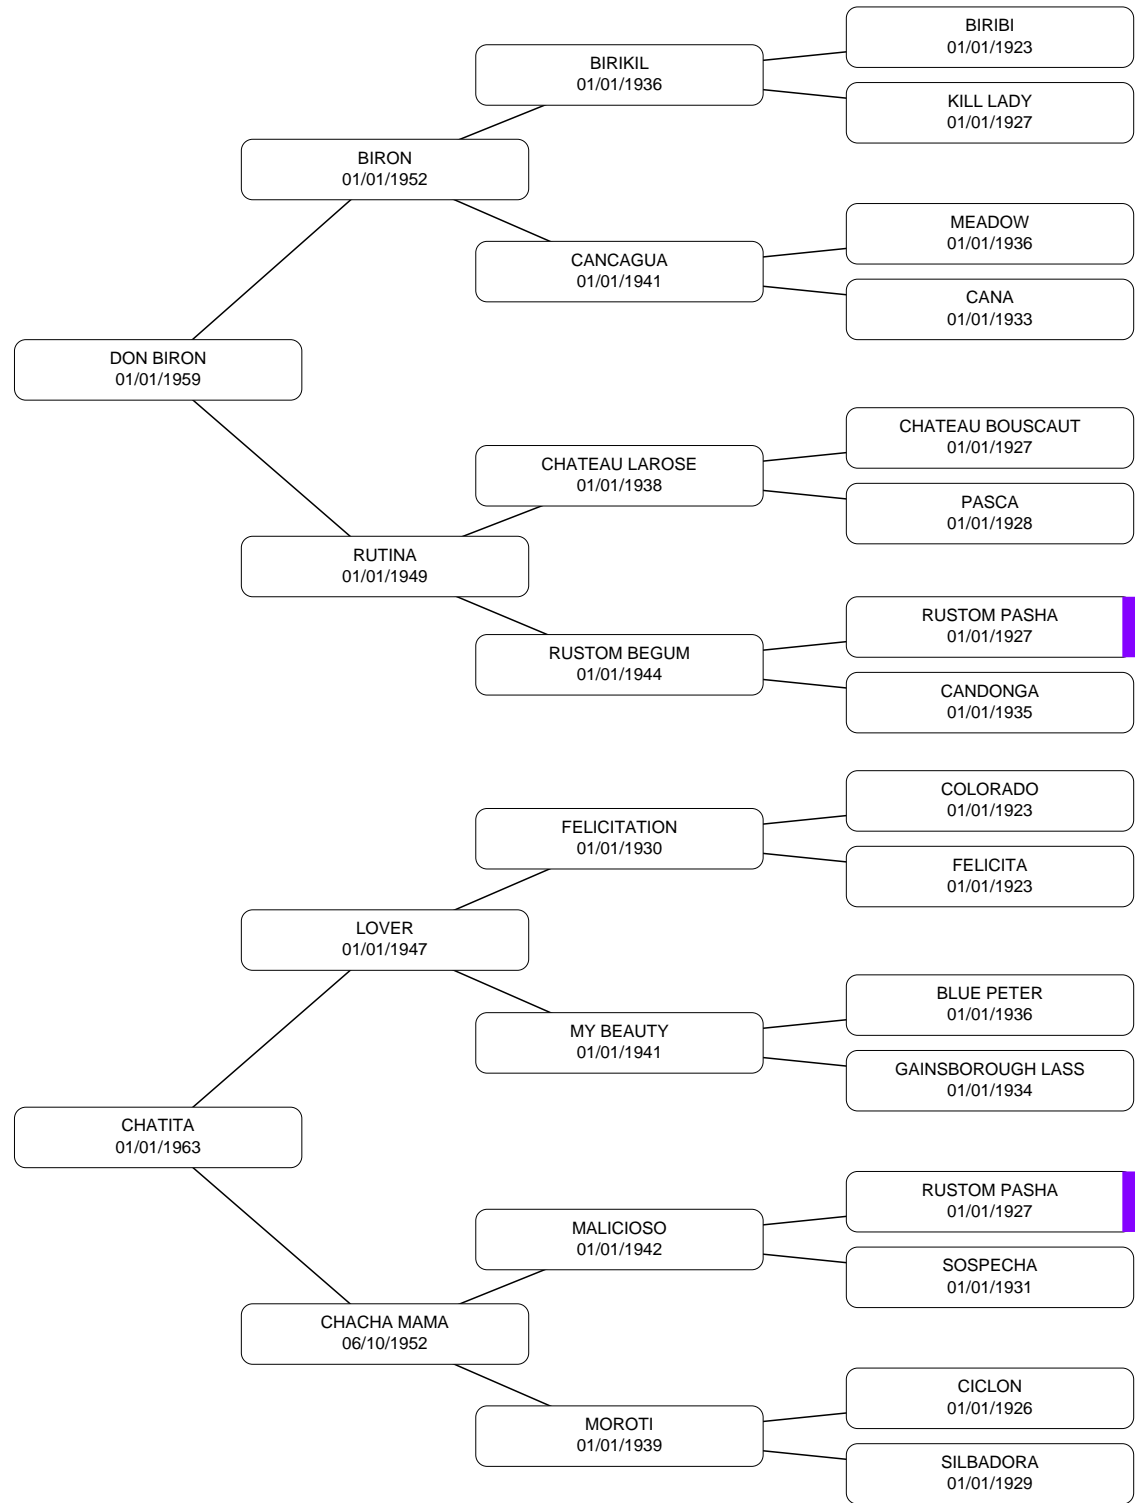 BIRIBI
01/01/1923
BIRIKIL
01/01/1936
KILL LADY
01/01/1927
BIRON
01/01/1952
MEADOW
01/01/1936
CANCAGUA
01/01/1941
CANA
01/01/1933
DON BIRON
01/01/1959
CHATEAU BOUSCAUT
01/01/1927
CHATEAU LAROSE
01/01/1938
PASCA
01/01/1928
RUTINA
01/01/1949
RUSTOM PASHA
01/01/1927
RUSTOM BEGUM
01/01/1944
CANDONGA
01/01/1935
COLORADO
01/01/1923
FELICITATION
01/01/1930
FELICITA
01/01/1923
LOVER
01/01/1947
BLUE PETER
01/01/1936
MY BEAUTY
01/01/1941
GAINSBOROUGH LASS
01/01/1934
CHATITA
01/01/1963
RUSTOM PASHA
01/01/1927
MALICIOSO
01/01/1942
SOSPECHA
01/01/1931
CHACHA MAMA
06/10/1952
CICLON
01/01/1926
MOROTI
01/01/1939
SILBADORA
01/01/1929